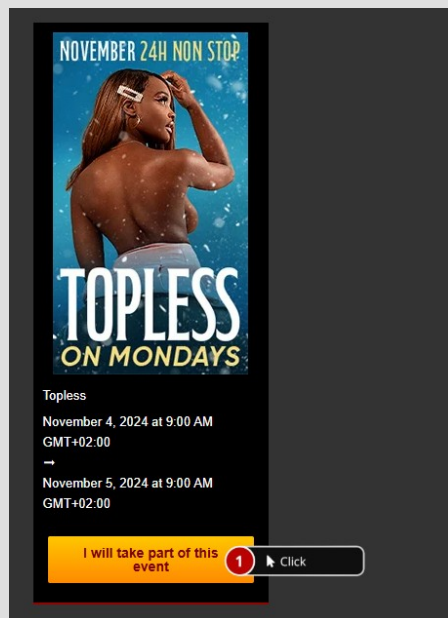 NOVEMBER 24H NON STOP
TOPLESS
ON MONDAYS
Topless
November 4, 2024 at 9:00 AM
GMT+02:00
→
November 5, 2024 at 9:00 AM
GMT+02:00
I will take part of this
event
1 Click